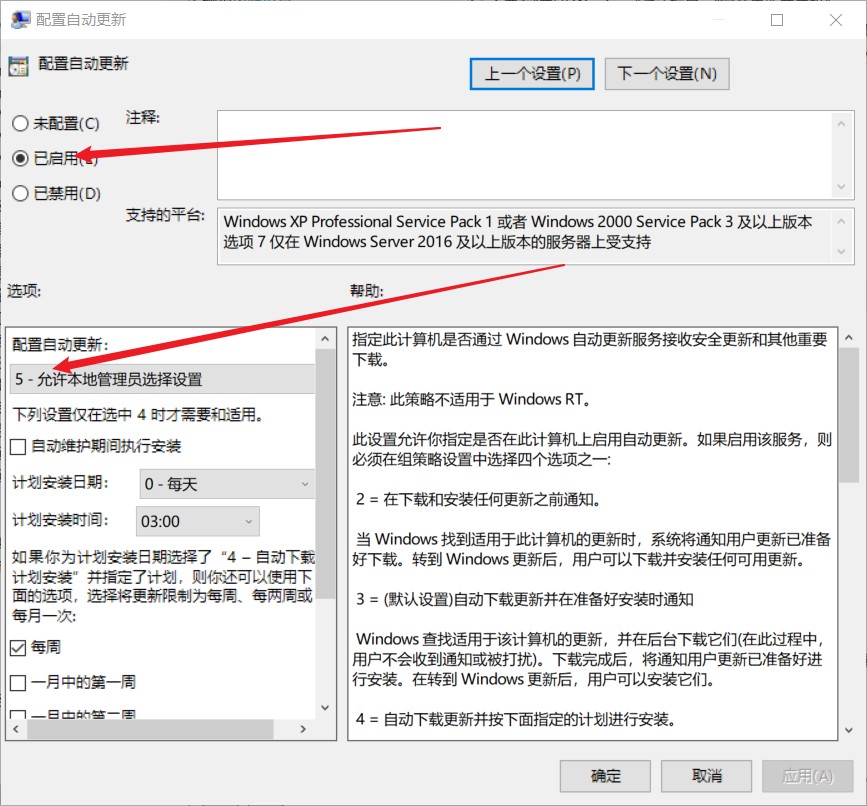 配置自动更新
配置自动更新
上一个设置(P)
下一个设置(N)
未配置(C)
注释:
已启用
已禁用(D)
支持的平台:
Windows XP Professional Service Pack 1 或者 Windows 2000 Service Pack 3 及以上版本
选项 7 仅在 Windows Server 2016 及以上版本的服务器上受支持
选项:
帮助:
配置自动更新:
5 - 允许本地管理员选择设置
下列设置仅在选中 4 时才需要和适用。
自动维护期间执行安装
计划安装日期:
0 - 每天
计划安装时间:
03:00
如果你为计划安装日期选择了“4 – 自动下载
计划安装”并指定了计划，则你还可以使用下
面的选项，选择将更新限制为每周、每两周或
每月一次:
每周
一月中的第一周
一月中的第二周
指定此计算机是否通过 Windows 自动更新服务接收安全更新和其他重要
下载。
注意: 此策略不适用于 Windows RT。
此设置允许你指定是否在此计算机上启用自动更新。如果启用该服务，则
必须在组策略设置中选择四个选项之一:
2 = 在下载和安装任何更新之前通知。
当 Windows 找到适用于此计算机的更新时，系统将通知用户更新已准备
好下载。转到 Windows 更新后，用户可以下载并安装任何可用更新。
3 = (默认设置)自动下载更新并在准备好安装时通知
Windows 查找适用于该计算机的更新，并在后台下载它们(在此过程中，
用户不会收到通知或被打扰)。下载完成后，将通知用户更新已准备好进
行安装。在转到 Windows 更新后，用户可以安装它们。
4 = 自动下载更新并按下面指定的计划进行安装。
确定
取消
应用(A)